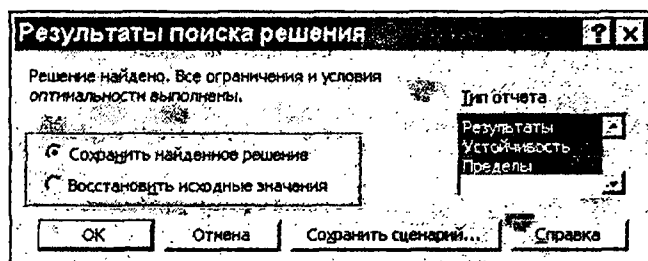 Результаты поиска решения ? ×
Решение найдено. Все ограничения и условия
оптимальности выполнены.
Тип отчета
Результаты
Устойчивость
Пределы
Сохранить найденное решение
Восстановить исходные значения
ОК Отмена Сохранить сценарий... Справка